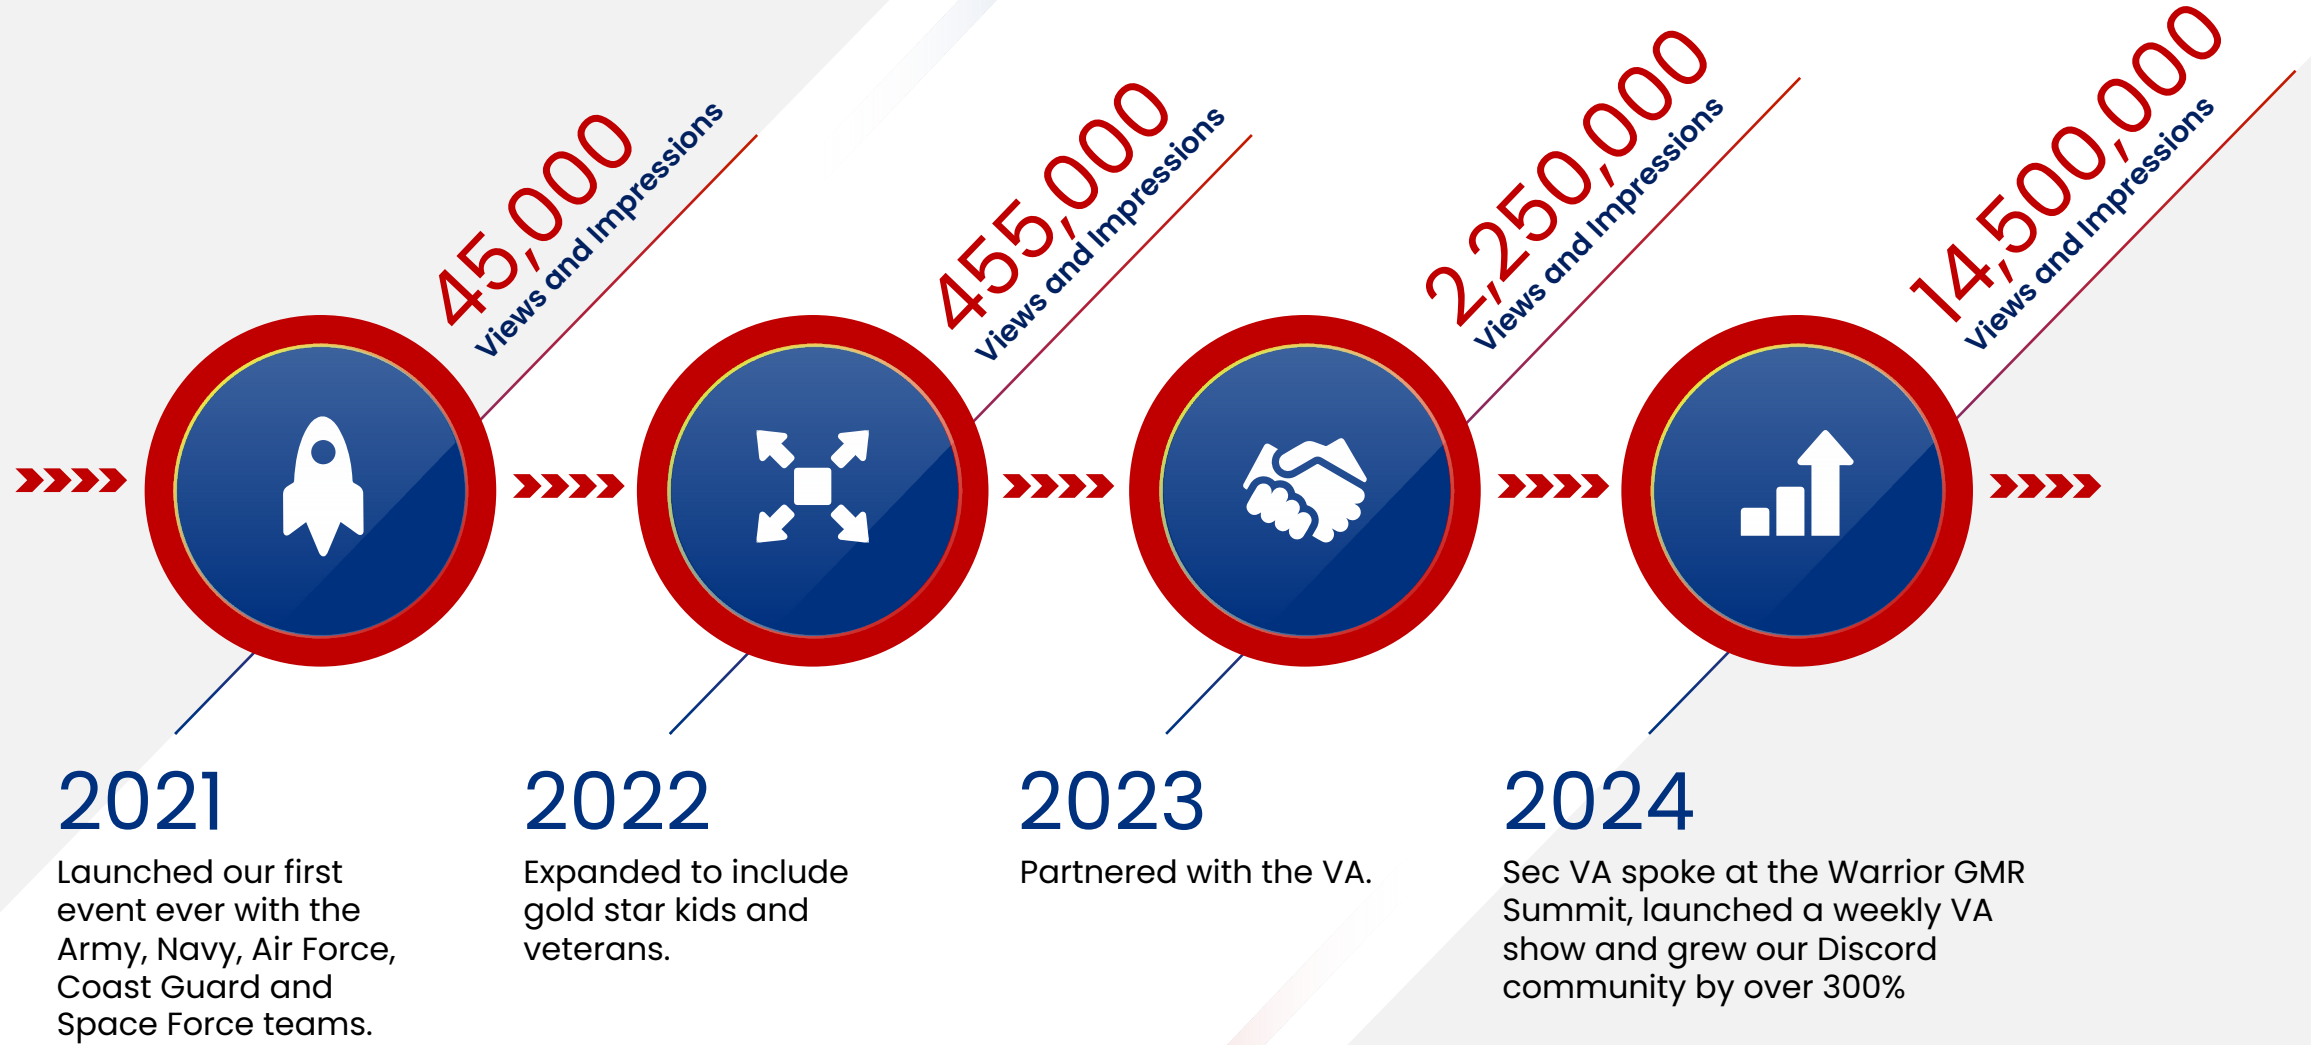 45,000
Views and Impressions
455,000
Views and Impressions
2,250,000
Views and Impressions
14,500,000
Views and Impressions
2021
Launched our first
event ever with the
Army, Navy, Air Force,
Coast Guard and
Space Force teams.
2022
Expanded to include
gold star kids and
veterans.
2023
Partnered with the VA.
2024
Sec VA spoke at the Warrior GMR
Summit, launched a weekly VA
show and grew our Discord
community by over 300%